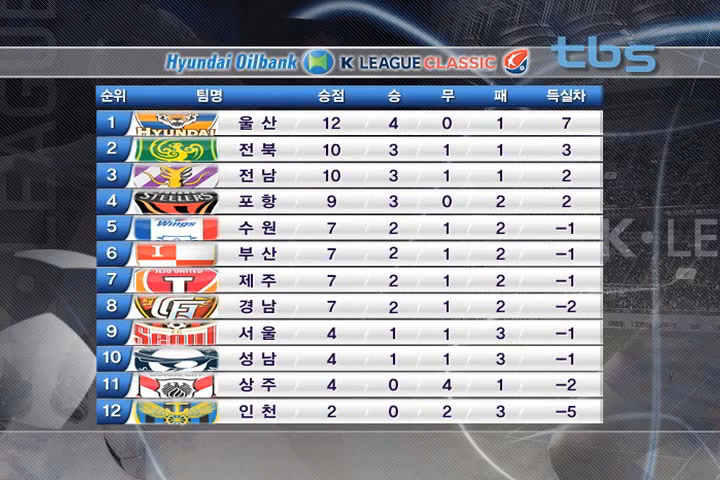 Hyundai Oilbank K LEAGUE CLASSIC tbs
순위 팀명 승점 승 무 패 득실차
1 HYUNDAI 울산 12 4 0 1 7
2 전북 10 3 1 1 3
3 전남 10 3 1 1 2
4 STEELERS 포항 9 3 0 2 2
5 Wings 수원 7 2 1 2 -1
6 부산 7 2 1 2 -1
7 JEJU UNITED 제주 7 2 1 2 -1
8 경남 7 2 1 2 -2
9 Seoul 서울 4 1 1 3 -1
10 성남 4 1 1 3 -1
11 상주 4 0 4 1 -2
12 인천 2 0 2 3 -5
K·LE